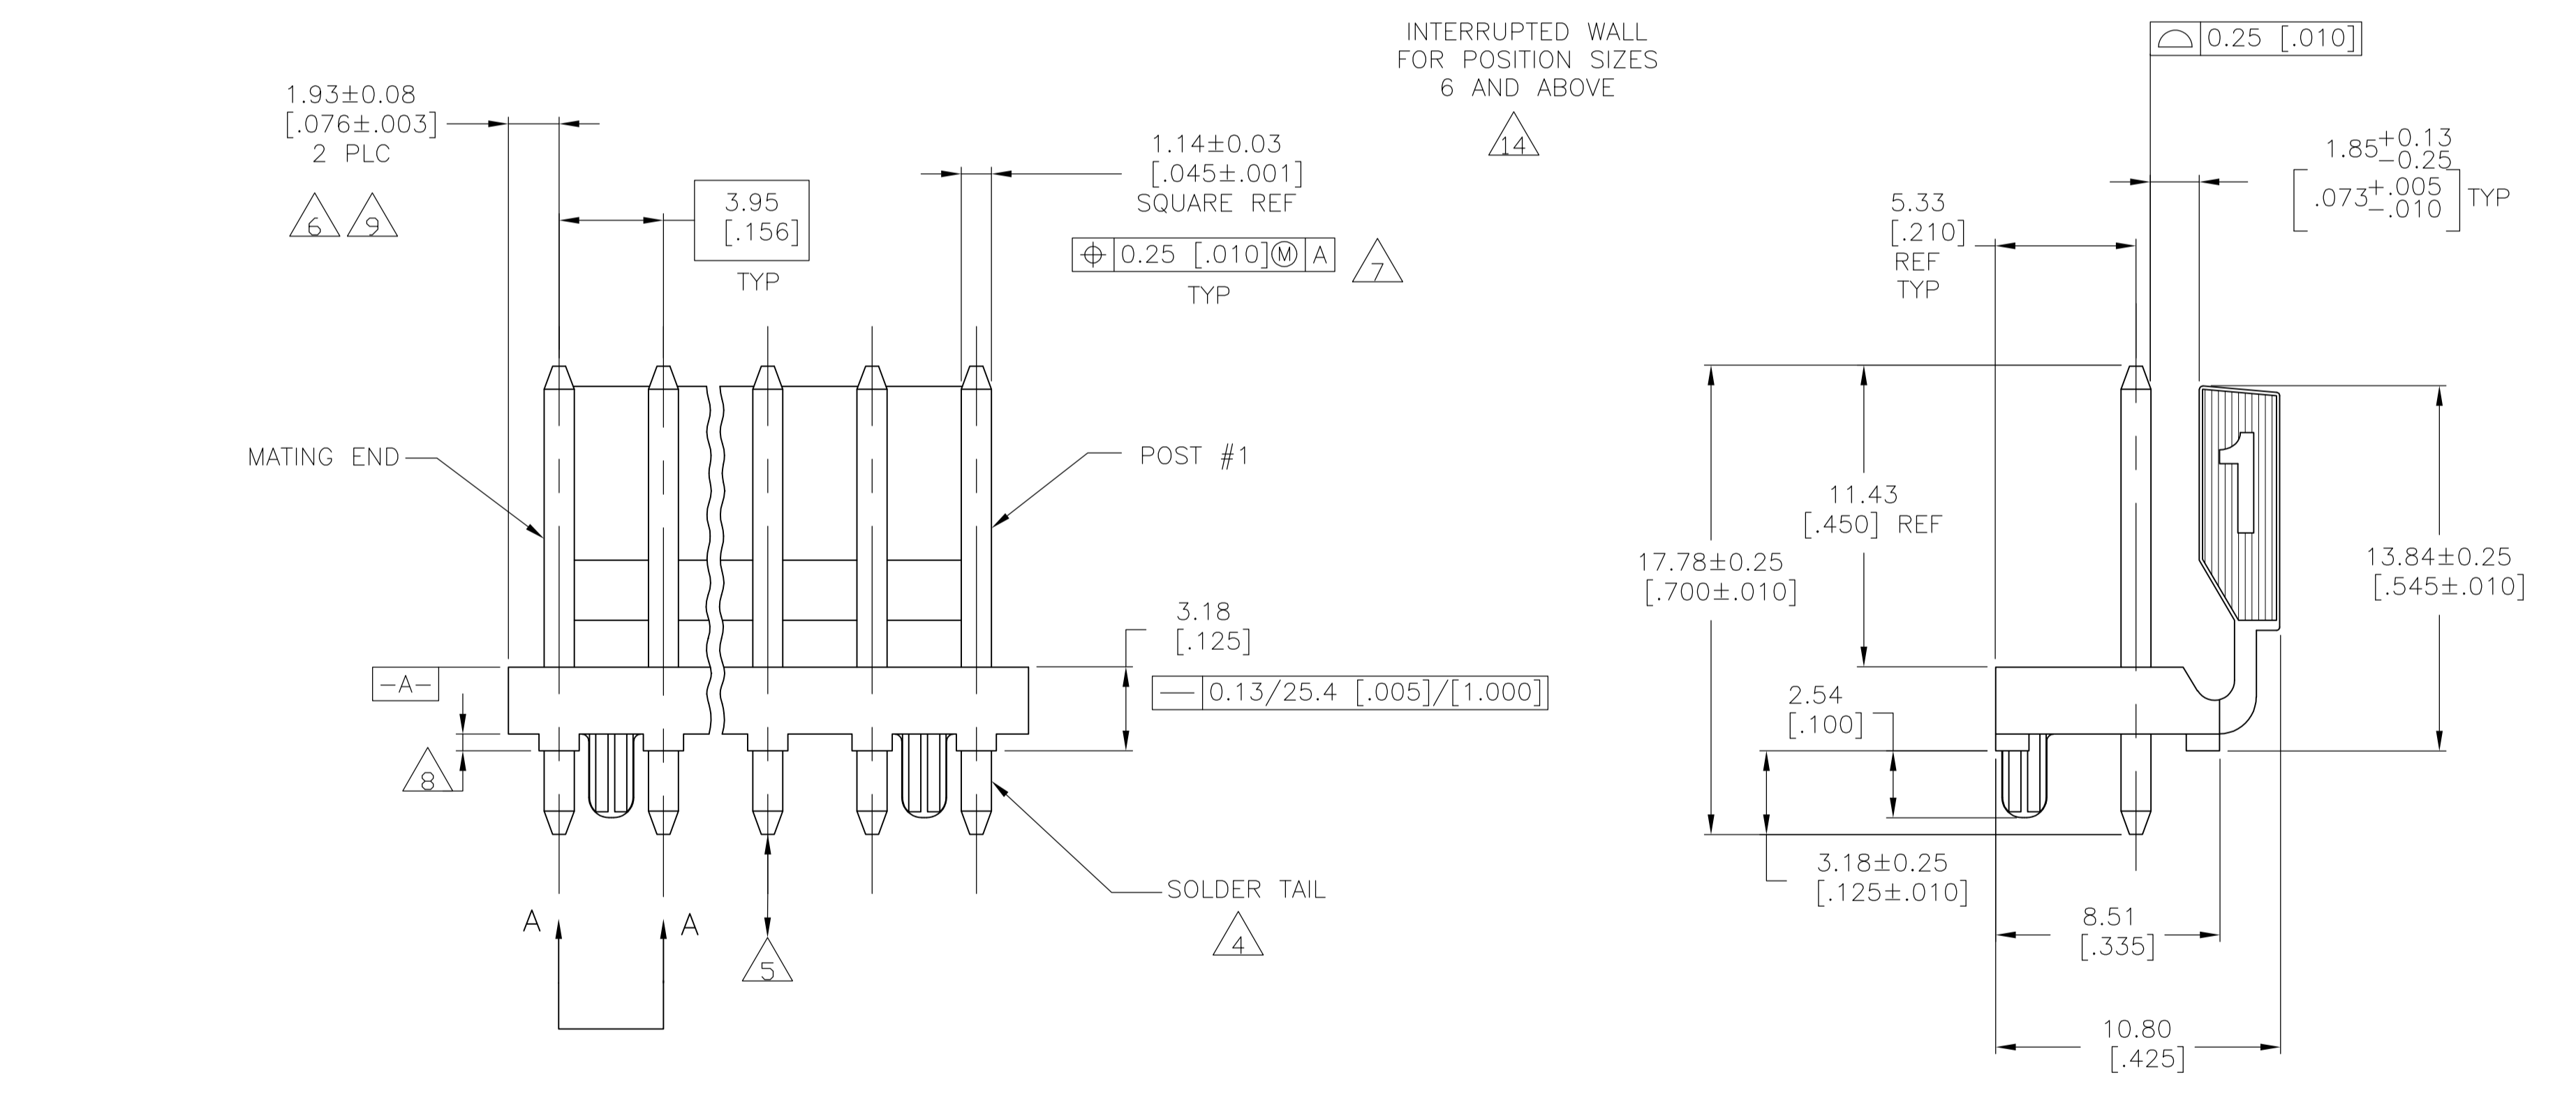 INTERRUPTED WALL
FOR POSITION SIZES
6 AND ABOVE
14
0.25 [.010]
1.93±0.08
[.076±.003]
2 PLC
6 9
3.95
[.156]
TYP
1.14±0.03
[.045±.001]
SQUARE REF
0.25 [.010]Ⓜ A
7
TYP
5.33
[.210]
REF
TYP
1.85+0.13
−0.25
[.073+.005
−.010] TYP
MATING END
POST #1
11.43
[.450] REF
17.78±0.25
[.700±.010]
1
13.84±0.25
[.545±.010]
3.18
[.125]
-A-
0.13/25.4 [.005]/[1.000]
2.54
[.100]
8
3.18±0.25
[.125±.010]
SOLDER TAIL
4
A A
5
8.51
[.335]
10.80
[.425]